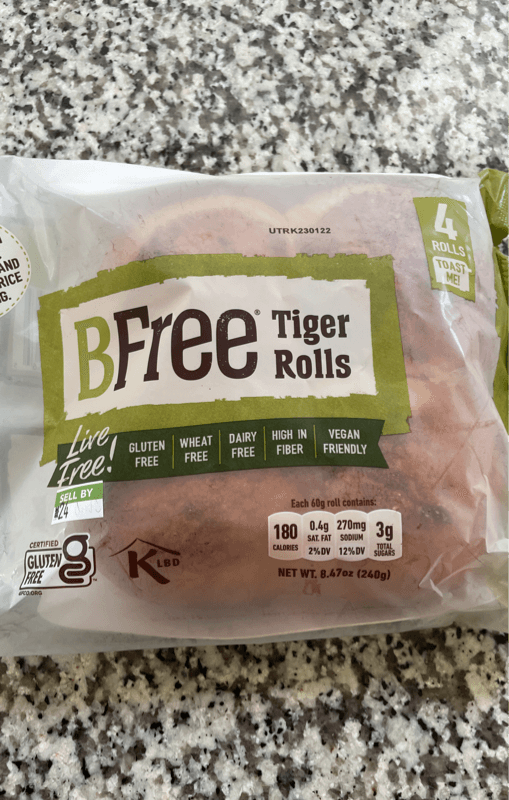 UTRK230122
4
ROLLS
TOAST
ME!
AND
RICE
BFree® Tiger
Rolls
Live
Free!
GLUTEN
FREE
WHEAT
FREE
DAIRY
FREE
HIGH IN
FIBER
VEGAN
FRIENDLY
SELL BY
Each 60g roll contains:
180
CALORIES
0.4g
SAT. FAT
2%DV
270mg
SODIUM
12%DV
3g
TOTAL
SUGARS
NET WT. 8.47oz (240g)
CERTIFIED
GLUTEN
FREE
g
GFCO.ORG
K LBD